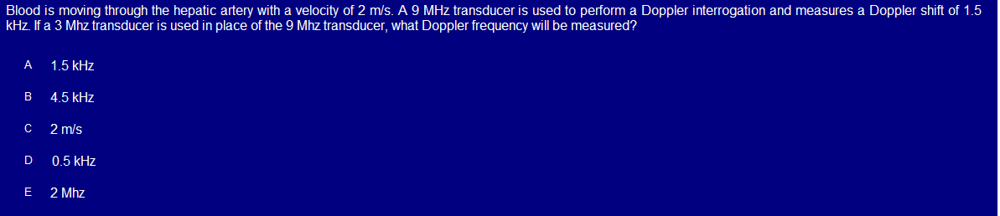 Blood is moving through the hepatic artery with a velocity of 2 m/s. A 9 MHz transducer is used to perform a Doppler interrogation and measures a Doppler shift of 1.5
kHz. If a 3 Mhz transducer is used in place of the 9 Mhz transducer, what Doppler frequency will be measured?
A 1.5 kHz
B 4.5 kHz
C 2 m/s
D 0.5 kHz
E 2 Mhz